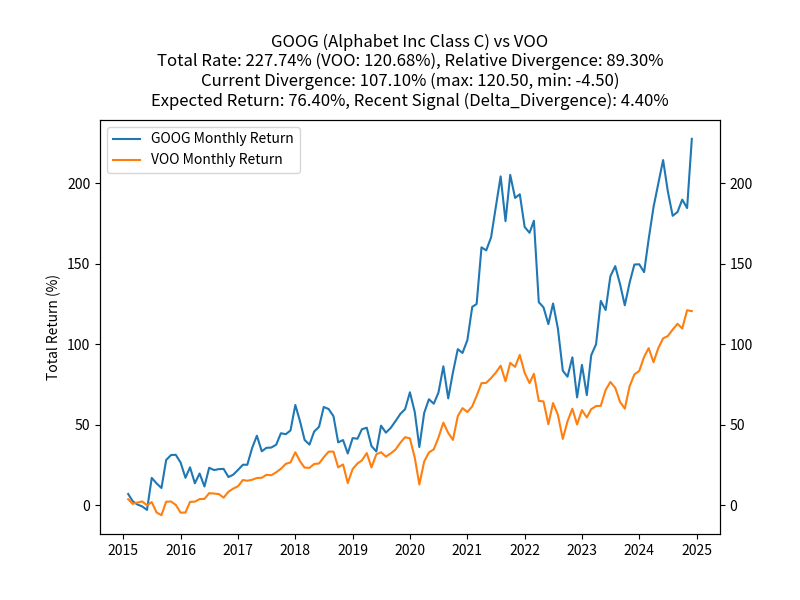 GOOG (Alphabet Inc Class C) vs VOO
Total Rate: 227.74% (VOO: 120.68%), Relative Divergence: 89.30%
Current Divergence: 107.10% (max: 120.50, min: -4.50)
Expected Return: 76.40%, Recent Signal (Delta_Divergence): 4.40%
GOOG Monthly Return
VOO Monthly Return
Total Return (%)
200
150
100
50
0
200
150
100
50
0
2015 2016 2017 2018 2019 2020 2021 2022 2023 2024 2025